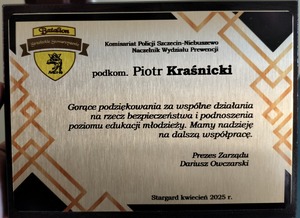 Batalion
Komisariat Policji Szczecin-Niebuszewo
Naczelnik Wydziału Prewencji
podkom. Piotr Kraśnicki
Gorące podziękowania za wspólne działania
na rzecz bezpieczeństwa i podnoszenia
poziomu edukacji młodzieży. Mamy nadzieję
na dalszą współpracę.
Prezes Zarządu
Dariusz Owczarski
Stargard kwiecień 2025 r.